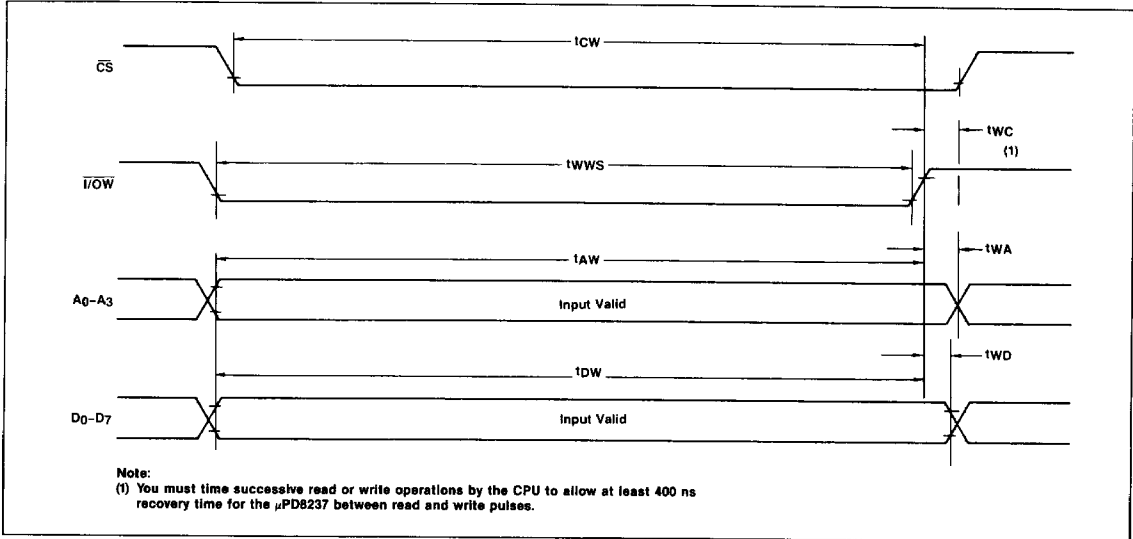 tCW
CS
tWC
(1)
tWWS
I/OW
tWA
tAW
A0–A3
Input Valid
tWD
tDW
D0–D7
Input Valid
Note:
(1) You must time successive read or write operations by the CPU to allow at least 400 ns
recovery time for the μPD8237 between read and write pulses.